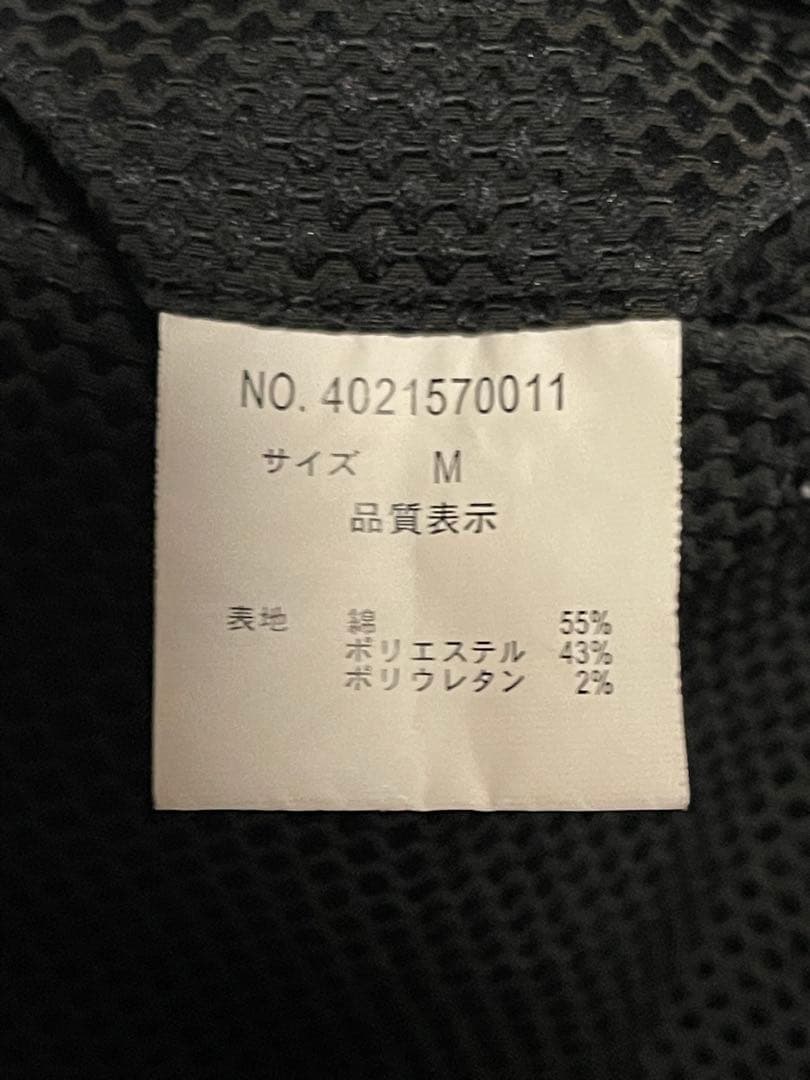 NO. 4021570011
サイズ M
品質表示
表地 綿 55%
ポリエステル 43%
ポリウレタン 2%